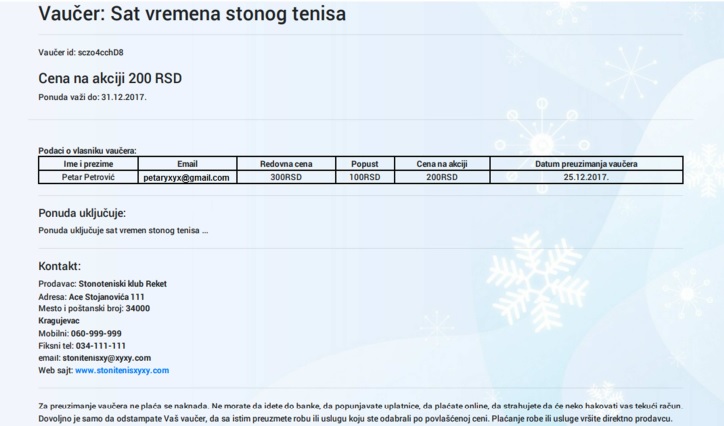 Vaučer: Sat vremena stonog tenisa
Vaučer id: sczo4cchD8
Cena na akciji 200 RSD
Ponuda važi do: 31.12.2017.
Podaci o vlasniku vaučera:
Ime i prezime Email Redovna cena Popust Cena na akciji Datum preuzimanja vaučera
Petar Petrović petaryxyx@gmail.com 300RSD 100RSD 200RSD 25.12.2017.
Ponuda uključuje:
Ponuda uključuje sat vremen stonog tenisa ...
Kontakt:
Prodavac: Stonoteniski klub Reket
Adresa: Ace Stojanovića 111
Mesto i poštanski broj: 34000
Kragujevac
Mobilni: 060-999-999
Fiksni tel: 034-111-111
email: stonitenisxy@xyxy.com
Web sajt: www.stonitenisxyxy.com
Za preuzimanje vaučera ne plaća se naknada. Ne morate da idete do banke, da popunjavate uplatnice, da plaćate online, da strahujete da će neko hakovati vas tekući račun.
Dovoljno je samo da odstampate Vaš vaučer, da sa istim preuzmete robu ili uslugu koju ste odabrali po povlašćenoj ceni. Plaćanje robe ili usluge vršite direktno prodavcu.